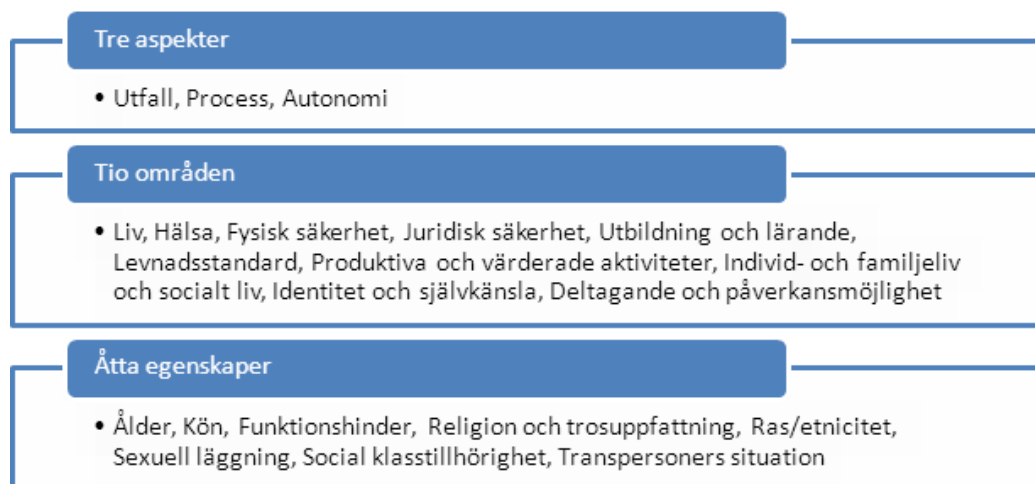 Tre aspekter
• Utfall, Process, Autonomi
Tio områden
• Liv, Hälsa, Fysisk säkerhet, Juridisk säkerhet, Utbildning och lärande,
Levnadsstandard, Produktiva och värderade aktiviteter, Individ- och familjeliv
och socialt liv, Identitet och självkänsla, Deltagande och påverkansmöjlighet
Åtta egenskaper
• Ålder, Kön, Funktionshinder, Religion och trosuppfattning, Ras/etnicitet,
Sexuell läggning, Social klasstillhörighet, Transpersoners situation